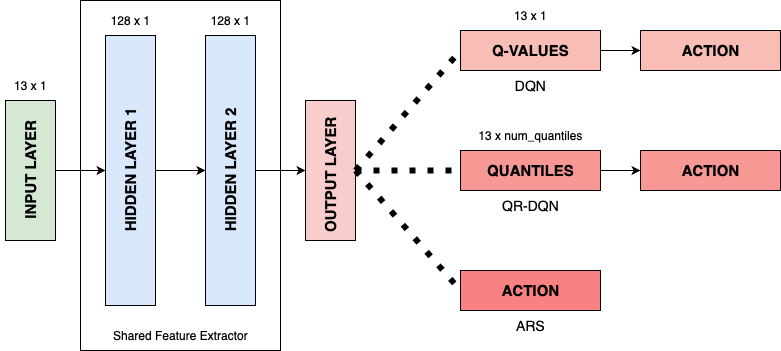 13 x 1
INPUT LAYER
128 x 1
HIDDEN LAYER 1
128 x 1
HIDDEN LAYER 2
Shared Feature Extractor
OUTPUT LAYER
13 x 1
Q-VALUES
ACTION
DQN
13 x num_quantiles
QUANTILES
ACTION
QR-DQN
ACTION
ARS